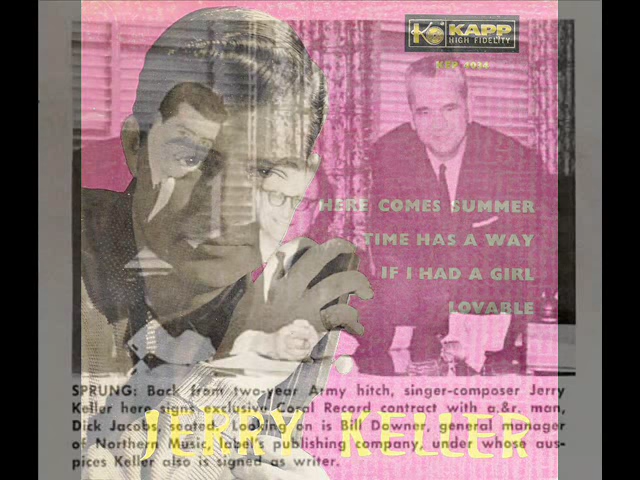 KAPP
HIGH FIDELITY
KEP 4034
HERE COMES SUMMER
TIME HAS A WAY
IF I HAD A GIRL
LOVABLE
SPRUNG: Back from two-year Army hitch, singer-composer Jerry
Keller here signs exclusive Coral Record contract with a.&r. man,
Dick Jacobs, seated. Looking on is Bill Downer, general manager
of Northern Music, label's publishing company, under whose aus-
pices Keller also is signed as writer.
JERRY KELLER